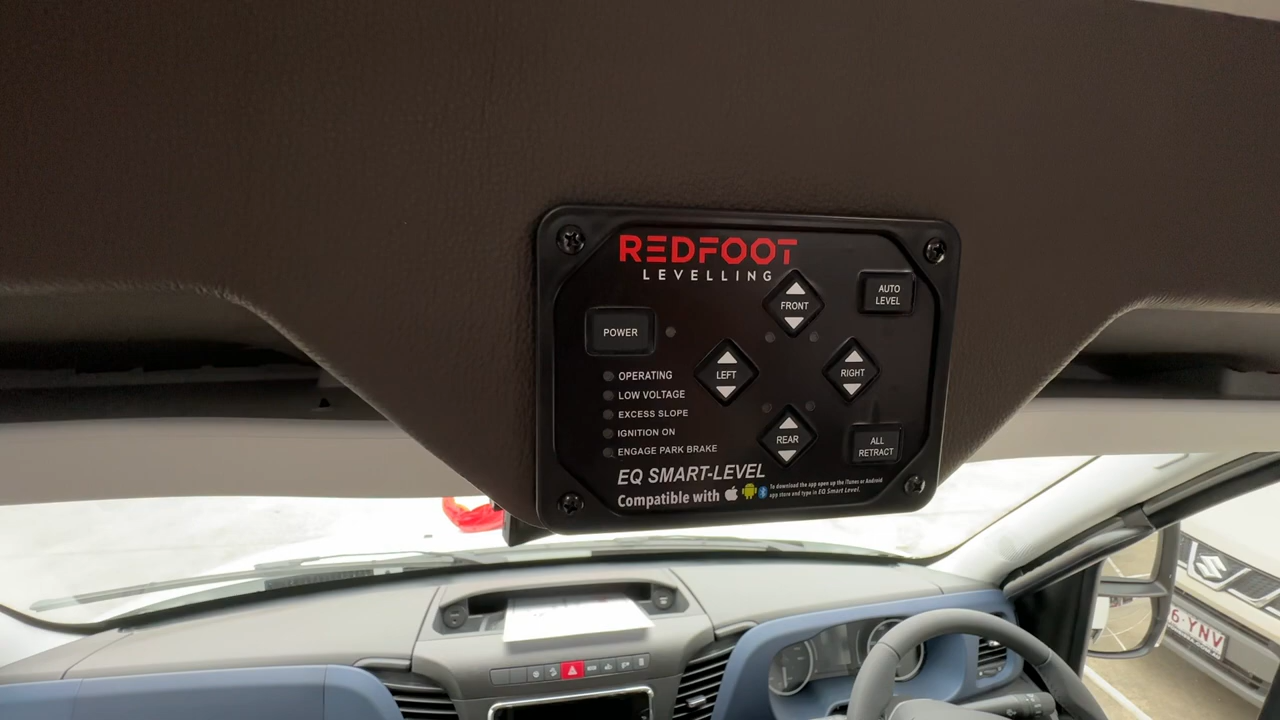 REDFOOT
LEVELLING
POWER
FRONT
AUTO
LEVEL
LEFT
RIGHT
OPERATING
LOW VOLTAGE
EXCESS SLOPE
IGNITION ON
ENGAGE PARK BRAKE
REAR
ALL
RETRACT
EQ SMART-LEVEL
Compatible with
To download the app open up the iTunes or Android
app store and type in EQ Smart Level.
6·YNV